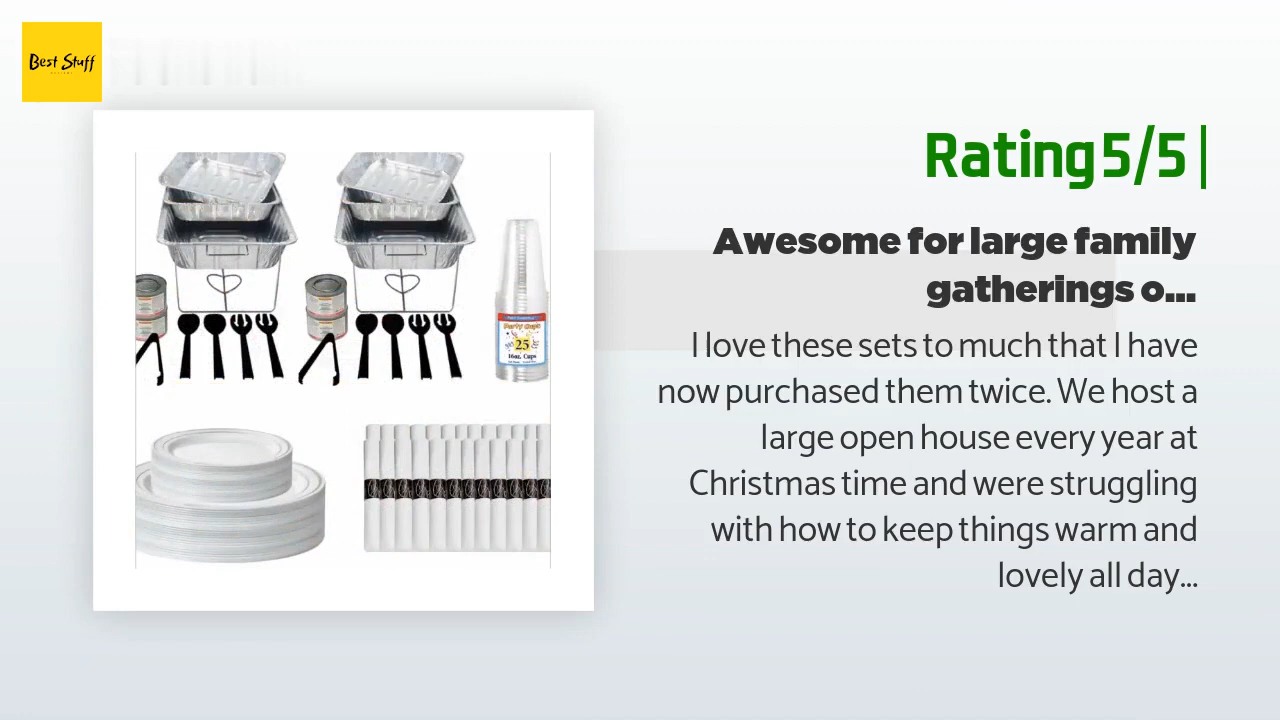 Best Stuff
Rating 5/5 |
Awesome for large family
gatherings o...
I love these sets to much that I have
now purchased them twice. We host a
large open house every year at
Christmas time and were struggling
with how to keep things warm and
lovely all day...
Party Cups
25
16oz. Cups